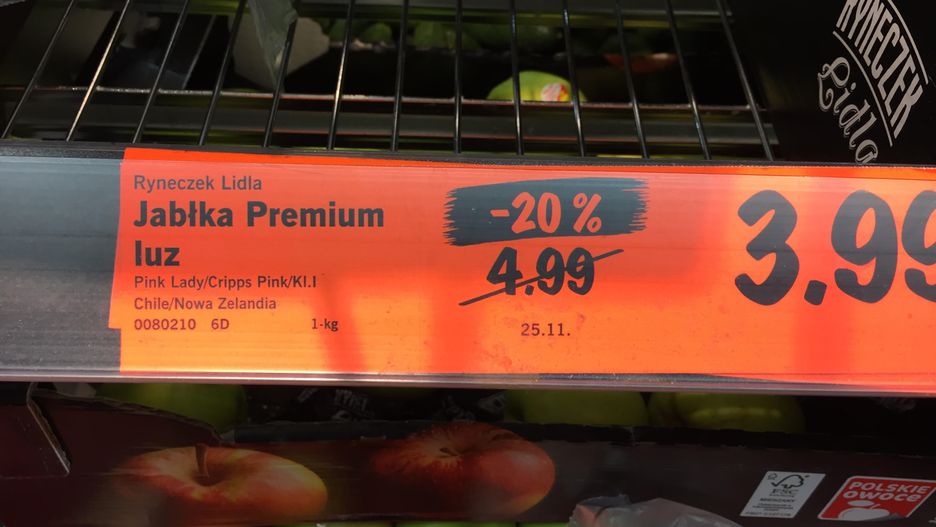 RYNECZEK
Lidla
Ryneczek Lidla
Jabłka Premium
luz
Pink Lady/Cripps Pink/Kl.I
Chile/Nowa Zelandia
0080210 6D 1-kg
-20 %
4.99
25.11.
3.99
FSC
MIESZANY
POLSKIE
owoce